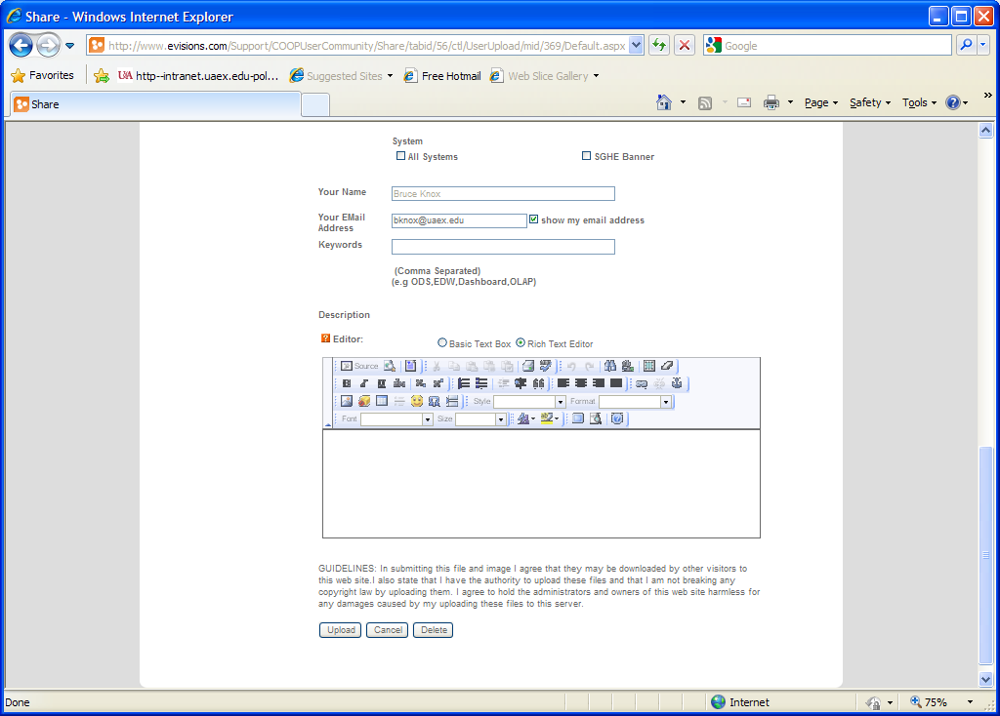 Share - Windows Internet Explorer
http://www.evisions.com/Support/COOPUserCommunity/Share/tabid/56/ctl/UserUpload/mid/369/Default.aspx
Google
Favorites
UA http--intranet.uaex.edu-pol...
Suggested Sites
Free Hotmail
Web Slice Gallery
Share
Page
Safety
Tools
System
All Systems
SGHE Banner
Your Name
Bruce Knox
Your EMail
Address
bknox@uaex.edu
show my email address
Keywords
(Comma Separated)
(e.g ODS,EDW,Dashboard,OLAP)
Description
Editor:
Basic Text Box
Rich Text Editor
Source
Style
Format
Font
Size
GUIDELINES: In submitting this file and image I agree that they may be downloaded by other visitors to
this web site.I also state that I have the authority to upload these files and that I am not breaking any
copyright law by uploading them. I agree to hold the administrators and owners of this web site harmless for
any damages caused by my uploading these files to this server.
Upload
Cancel
Delete
Done
Internet
75%